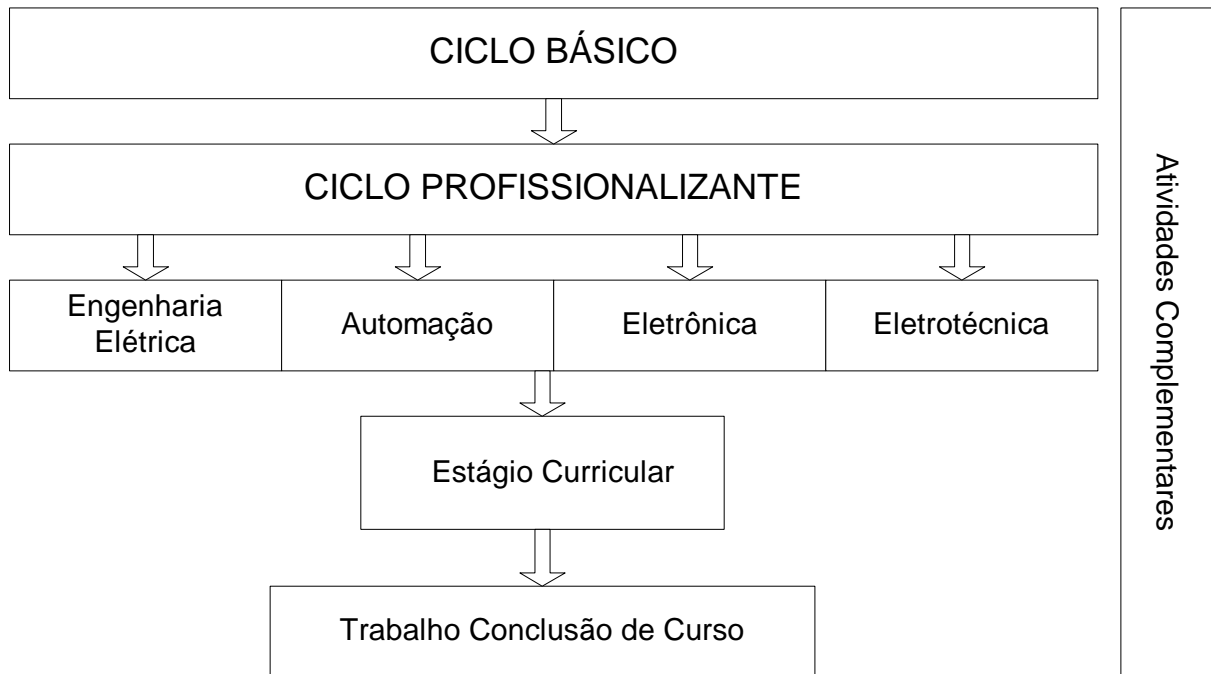 CICLO BÁSICO
CICLO PROFISSIONALIZANTE
Engenharia
Elétrica
Automação
Eletrônica
Eletrotécnica
Estágio Curricular
Trabalho Conclusão de Curso
Atividades Complementares